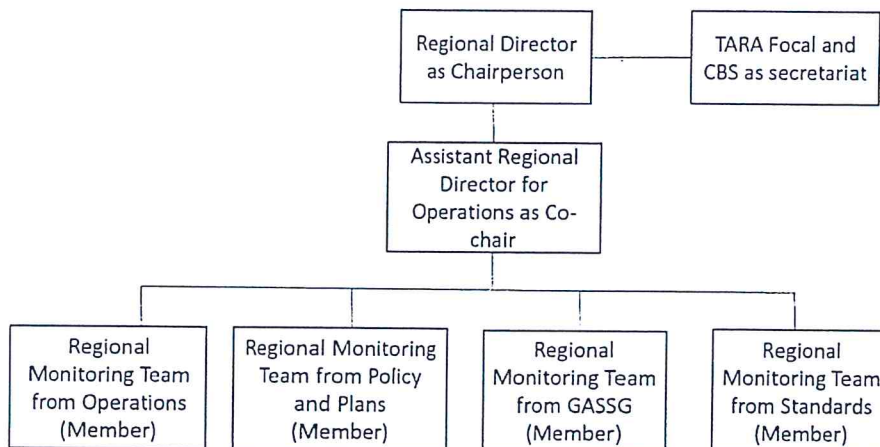 Regional Director
as Chairperson
TARA Focal and
CBS as secretariat
Assistant Regional
Director for
Operations as Co-
chair
Regional
Monitoring Team
from Operations
(Member)
Regional Monitoring
Team from Policy
and Plans
(Member)
Regional
Monitoring Team
from GASSG
(Member)
Regional
Monitoring Team
from Standards
(Member)